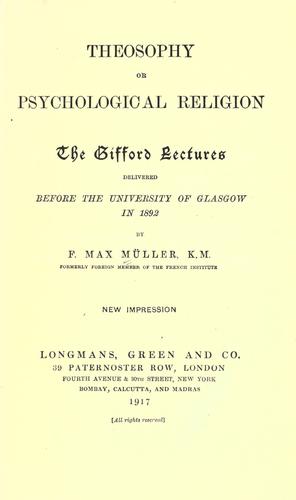 THEOSOPHY
OR
PSYCHOLOGICAL RELIGION
The Gifford Lectures
DELIVERED
BEFORE THE UNIVERSITY OF GLASGOW
IN 1892
BY
F. MAX MÜLLER, K.M.
FORMERLY FOREIGN MEMBER OF THE FRENCH INSTITUTE
NEW IMPRESSION
LONGMANS, GREEN AND CO.
39 PATERNOSTER ROW, LONDON
FOURTH AVENUE & 30TH STREET, NEW YORK
BOMBAY, CALCUTTA, AND MADRAS
1917
[All rights reserved]